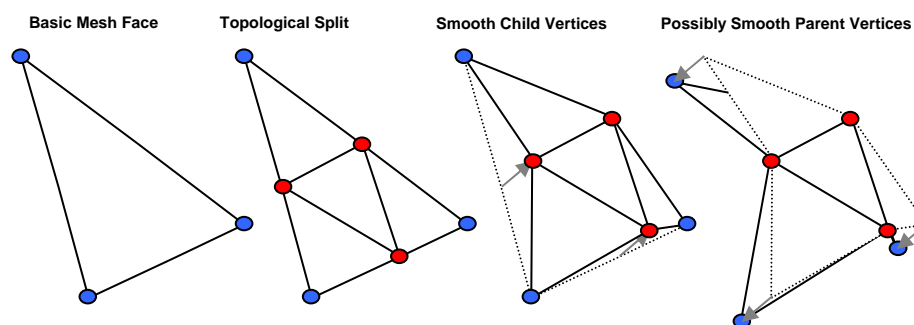 Basic Mesh Face
Topological Split
Smooth Child Vertices
Possibly Smooth Parent Vertices